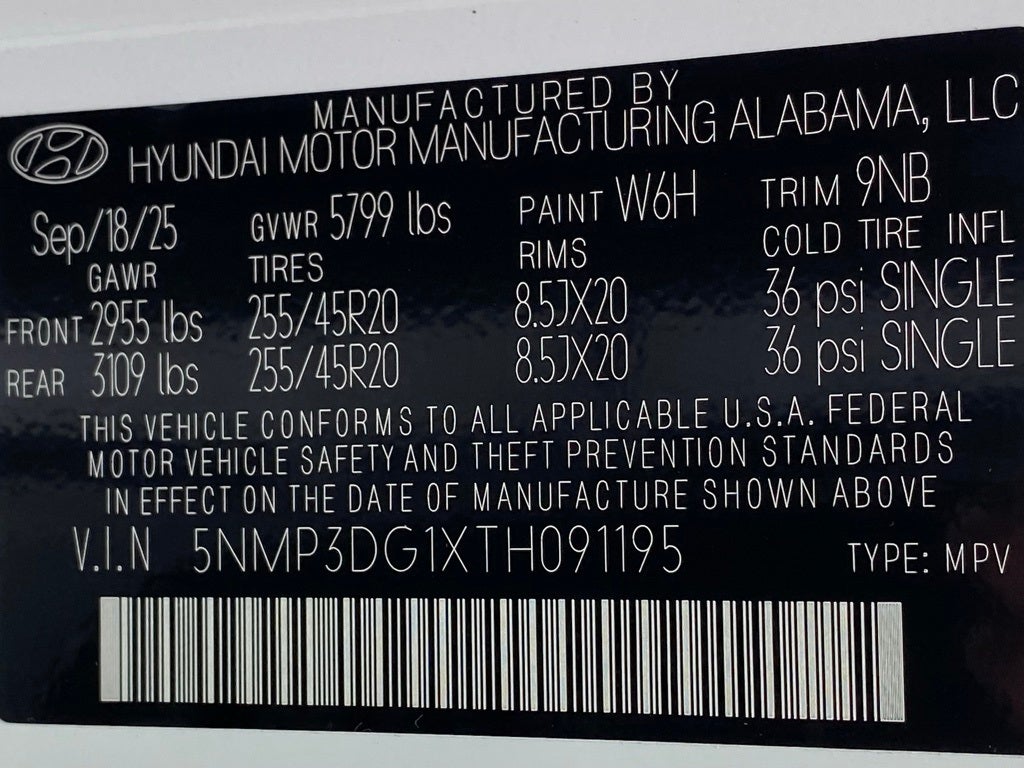 MANUFACTURED BY
HYUNDAI MOTOR MANUFACTURING ALABAMA, LLC
Sep/18/25 GVWR 5799 lbs PAINT W6H TRIM 9NB
GAWR TIRES RIMS COLD TIRE INFL
FRONT 2955 lbs 255/45R20 8.5JX20 36 psi SINGLE
REAR 3109 lbs 255/45R20 8.5JX20 36 psi SINGLE
THIS VEHICLE CONFORMS TO ALL APPLICABLE U.S.A. FEDERAL
MOTOR VEHICLE SAFETY AND THEFT PREVENTION STANDARDS
IN EFFECT ON THE DATE OF MANUFACTURE SHOWN ABOVE
V.I.N 5NMP3DG1XTH091195 TYPE: MPV